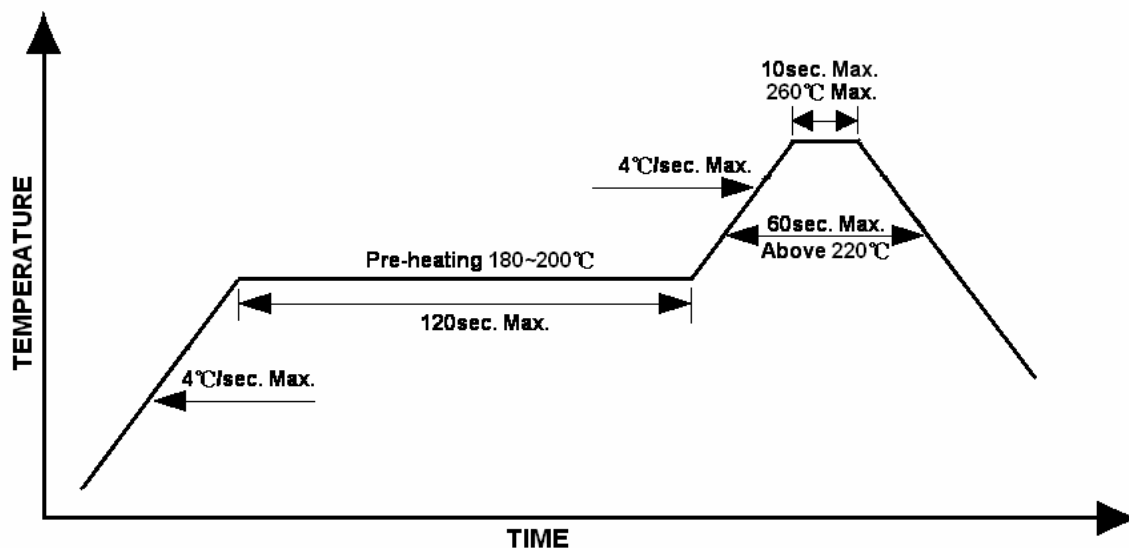 10sec. Max.
260℃ Max.
4℃/sec. Max.
60sec. Max.
Above 220℃
Pre-heating 180~200℃
120sec. Max.
4℃/sec. Max.
TEMPERATURE
TIME